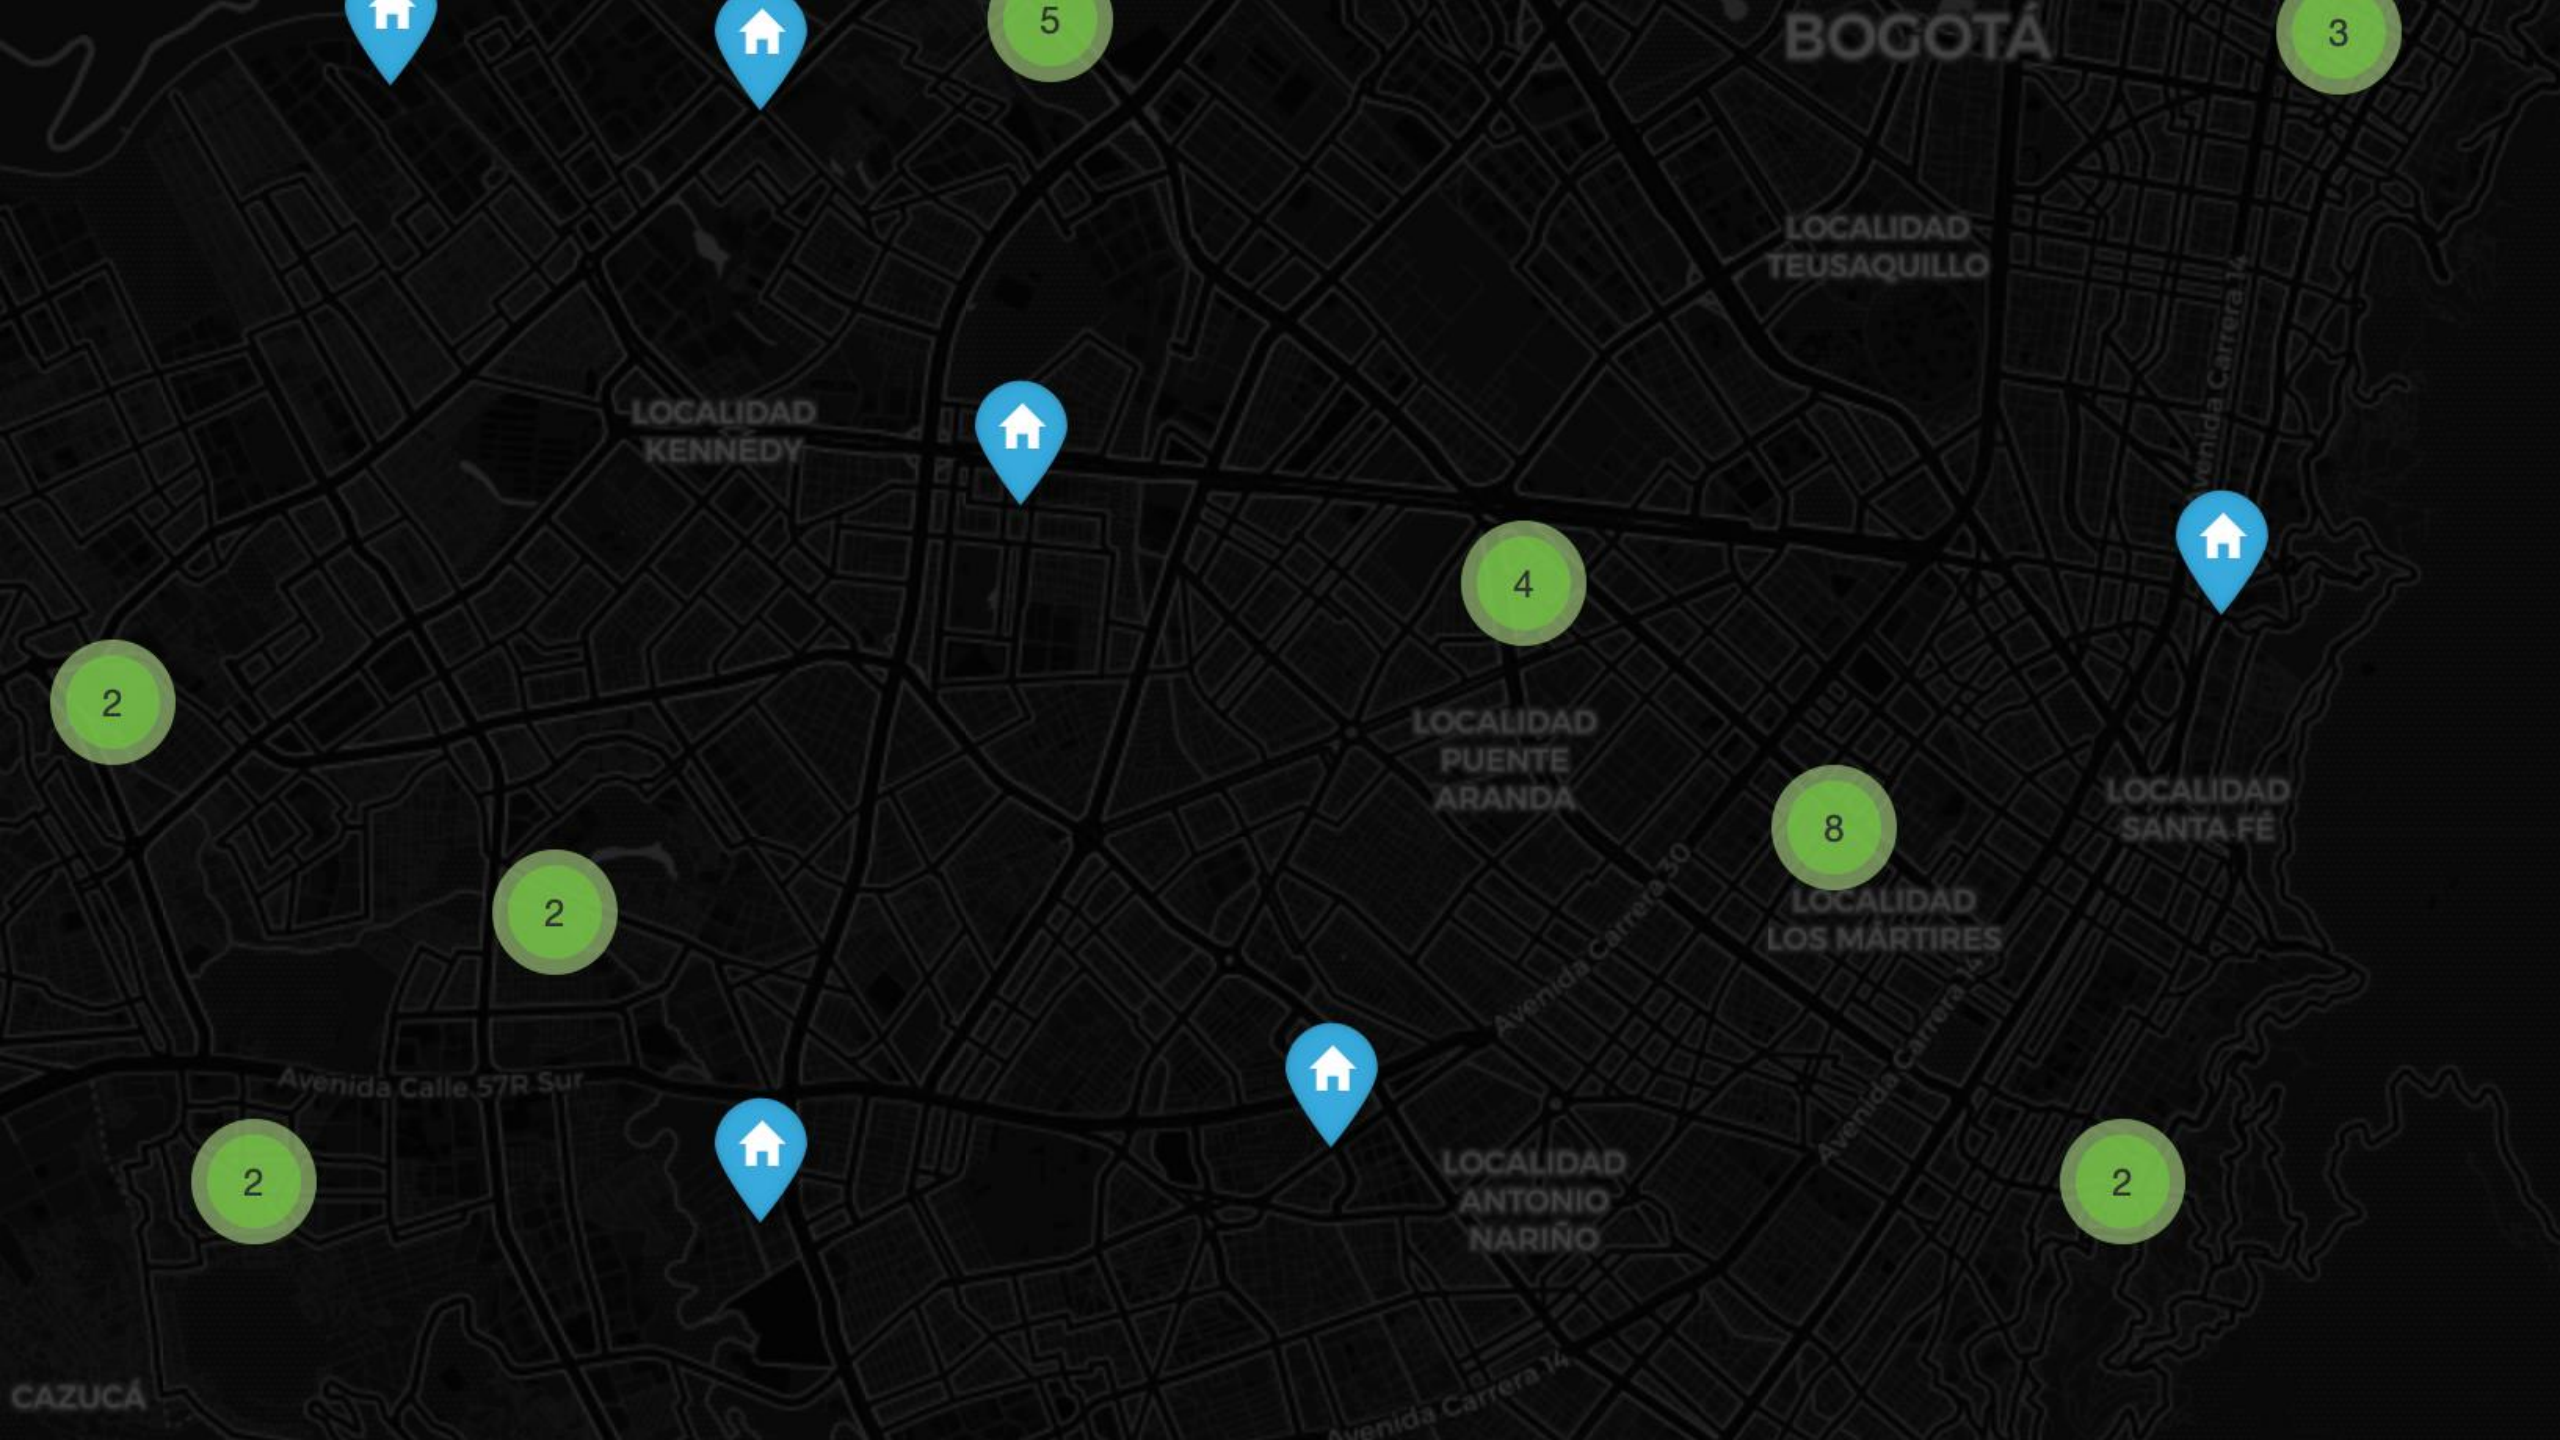 5
BOGOTÁ
3
LOCALIDAD
TEUSAQUILLO
Avenida Carrera 14
LOCALIDAD
KENNEDY
4
2
LOCALIDAD
PUENTE
ARANDA
LOCALIDAD
SANTA FÉ
8
Avenida Carrera 30
2
LOCALIDAD
LOS MÁRTIRES
Avenida Carrera 14
Avenida Calle 57R Sur
2
LOCALIDAD
ANTONIO
NARIÑO
2
CAZUCÁ
Avenida Carrera 14